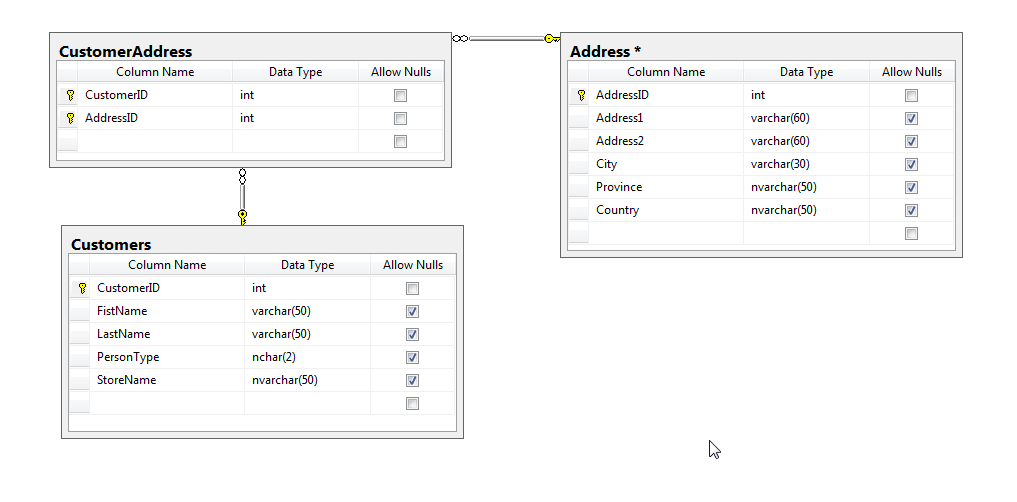 CustomerAddress
Column Name Data Type Allow Nulls
CustomerID int
AddressID int
Address *
Column Name Data Type Allow Nulls
AddressID int
Address1 varchar(60)
Address2 varchar(60)
City varchar(30)
Province nvarchar(50)
Country nvarchar(50)
Customers
Column Name Data Type Allow Nulls
CustomerID int
FistName varchar(50)
LastName varchar(50)
PersonType nchar(2)
StoreName nvarchar(50)